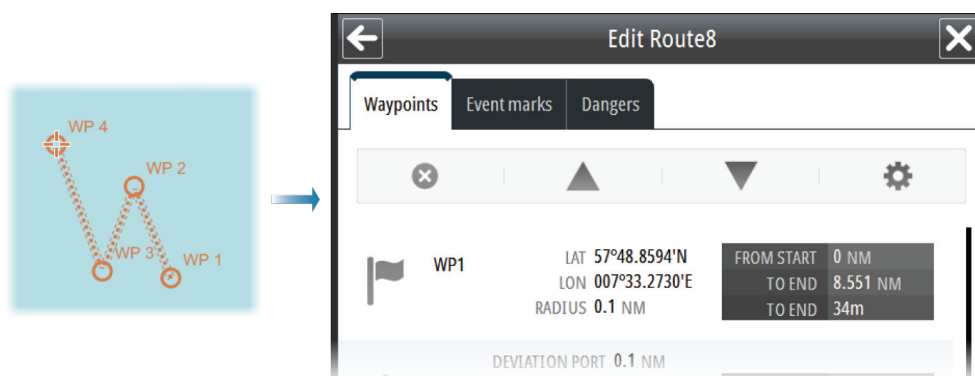 WP 4
WP 2
WP 3
WP 1
Edit Route8
Waypoints Event marks Dangers
WP1
LAT 57°48.8594'N
LON 007°33.2730'E
RADIUS 0.1 NM
FROM START 0 NM
TO END 8.551 NM
TO END 34m
DEVIATION PORT 0.1 NM